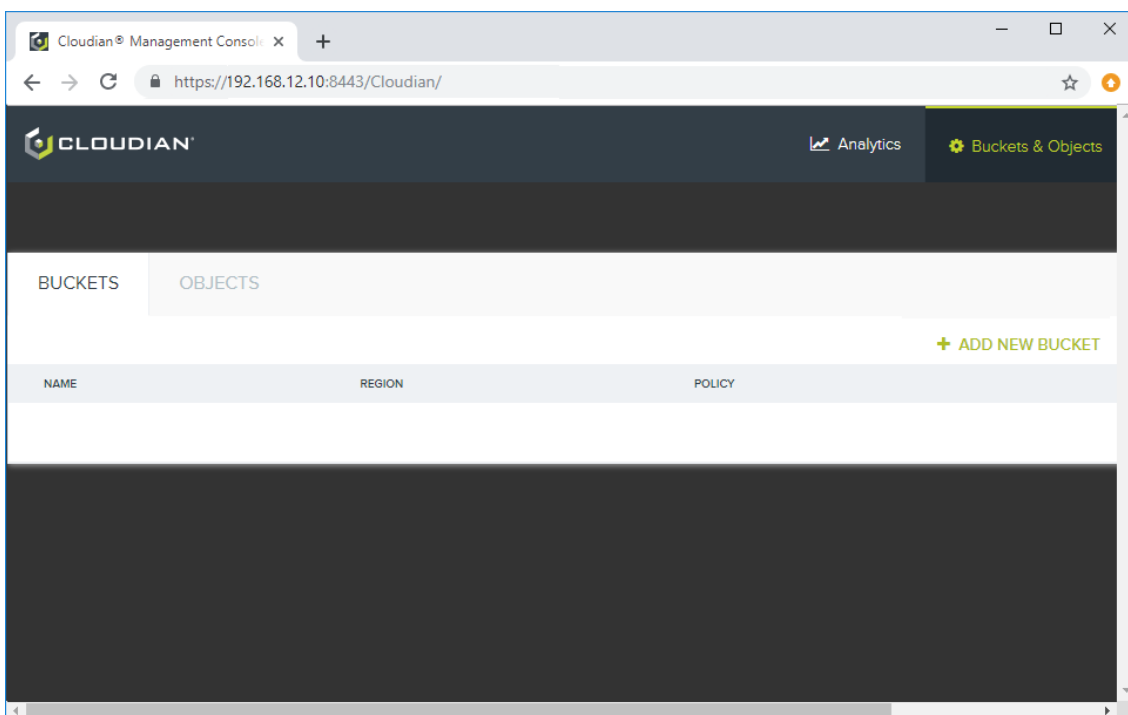 Cloudian® Management Console
https://192.168.12.10:8443/Cloudian/
CLOUDIAN®
Analytics
Buckets & Objects
BUCKETS
OBJECTS
+ ADD NEW BUCKET
NAME
REGION
POLICY